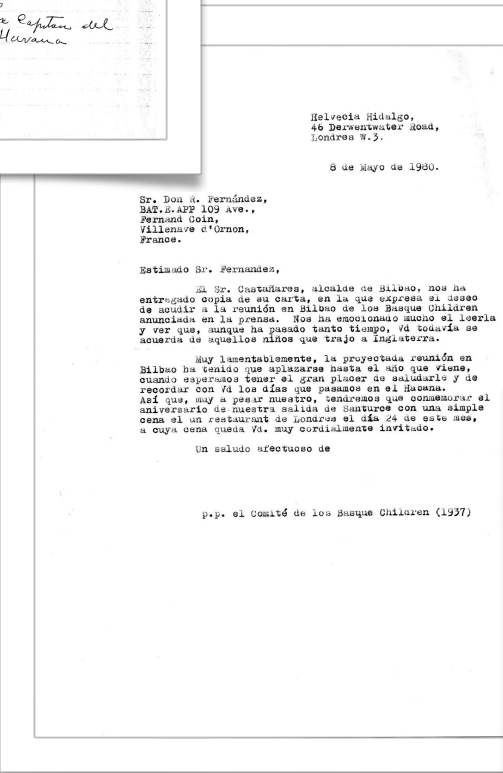 Capitan del
Havana
Helvecia Hidalgo,
46 Derwentwater Road,
Londres W.3.
8 de Mayo de 1980.
Sr. Don R. Fernández,
BAT.E.APP 109 Ave.,
Fernand Coin,
Villenave d'Ornon,
France.
Estimado Sr. Fernandez,
El Sr. Castañares, alcalde de Bilbao, nos ha
entregado copia de su carta, en la que expresa el deseo
de acudir a la reunión en Bilbao de los Basque Children
anunciada en la prensa. Nos ha emocionado mucho el leerla
y ver que, aunque ha pasado tanto tiempo, Vd todavía se
acuerda de aquellos niños que trajo a Inglaterra.
Muy lamentablemente, la proyectada reunión en
Bilbao ha tenido que aplazarse hasta el año que viene,
cuando esperamos tener el gran placer de saludarle y de
recordar con Vd los días que pasamos en el Habana.
Así que, muy a pesar nuestro, tendremos que conmemorar el
aniversario de nuestra salida de Santurce con una simple
cena el un restaurant de Londres el día 24 de este mes,
a cuya cena queda Vd. muy cordialmente invitado.
Un saludo afectuoso de
p.p. el Comité de los Basque Children (1937)